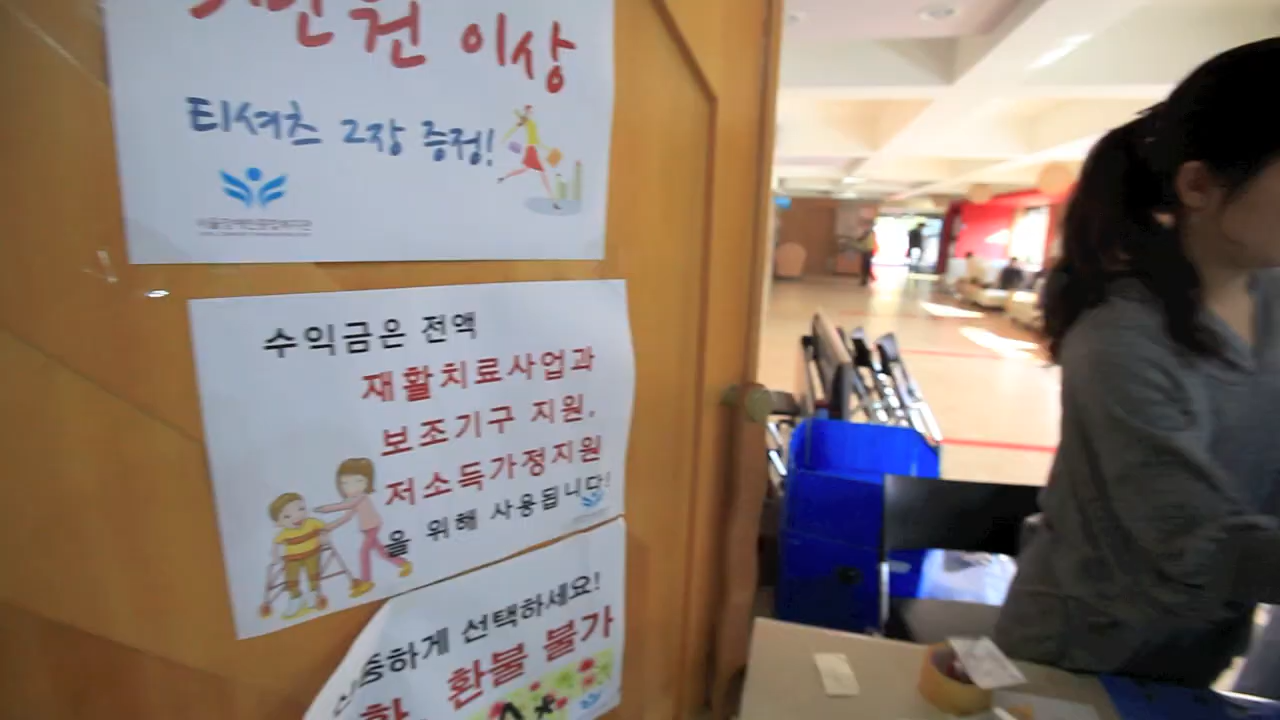 이상
티셔츠 2장 증정!
수익금은 전액
재활치료사업과
보조기구 지원,
저소득가정지원
을 위해 사용됩니다!
신중하게 선택하세요!
환불 불가